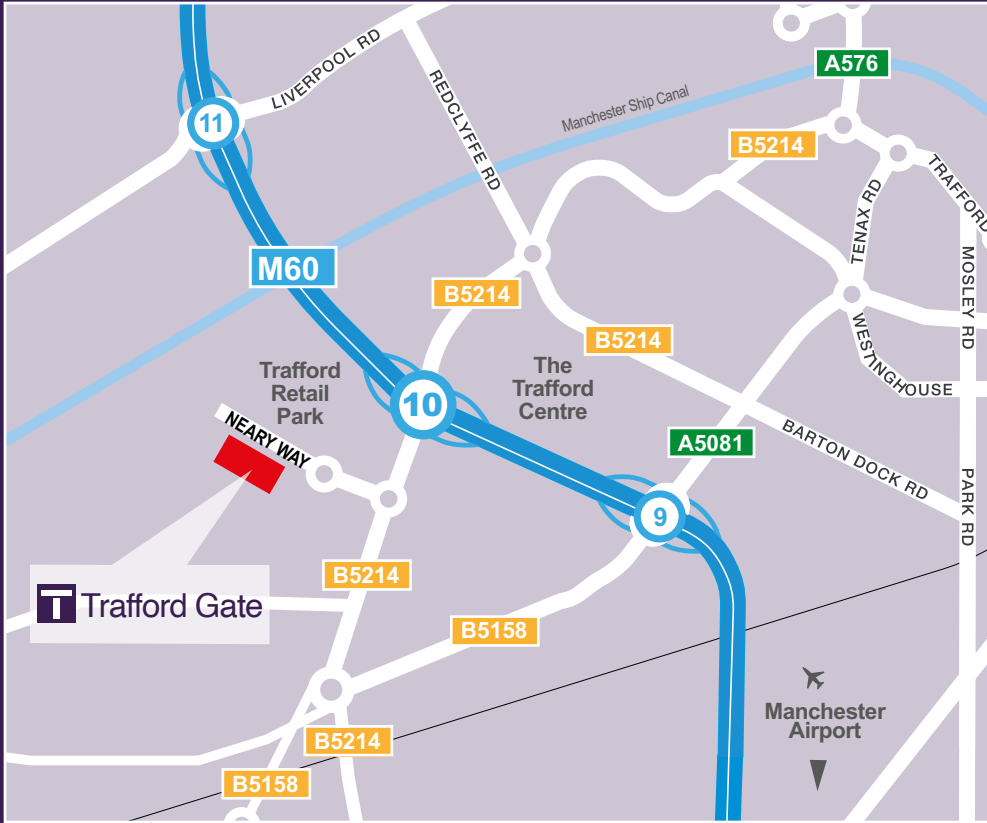 A576
LIVERPOOL RD
REDCLYFFE RD
Manchester Ship Canal
11
B5214
TENAX RD
TRAFFORD
MOSLEY RD
M60
B5214
B5214
WESTINGHOUSE
Trafford
Retail
Park
The
Trafford
Centre
10
NEARY WAY
A5081
BARTON DOCK RD
PARK RD
9
B5214
T Trafford Gate
B5158
Manchester
Airport
B5214
B5158